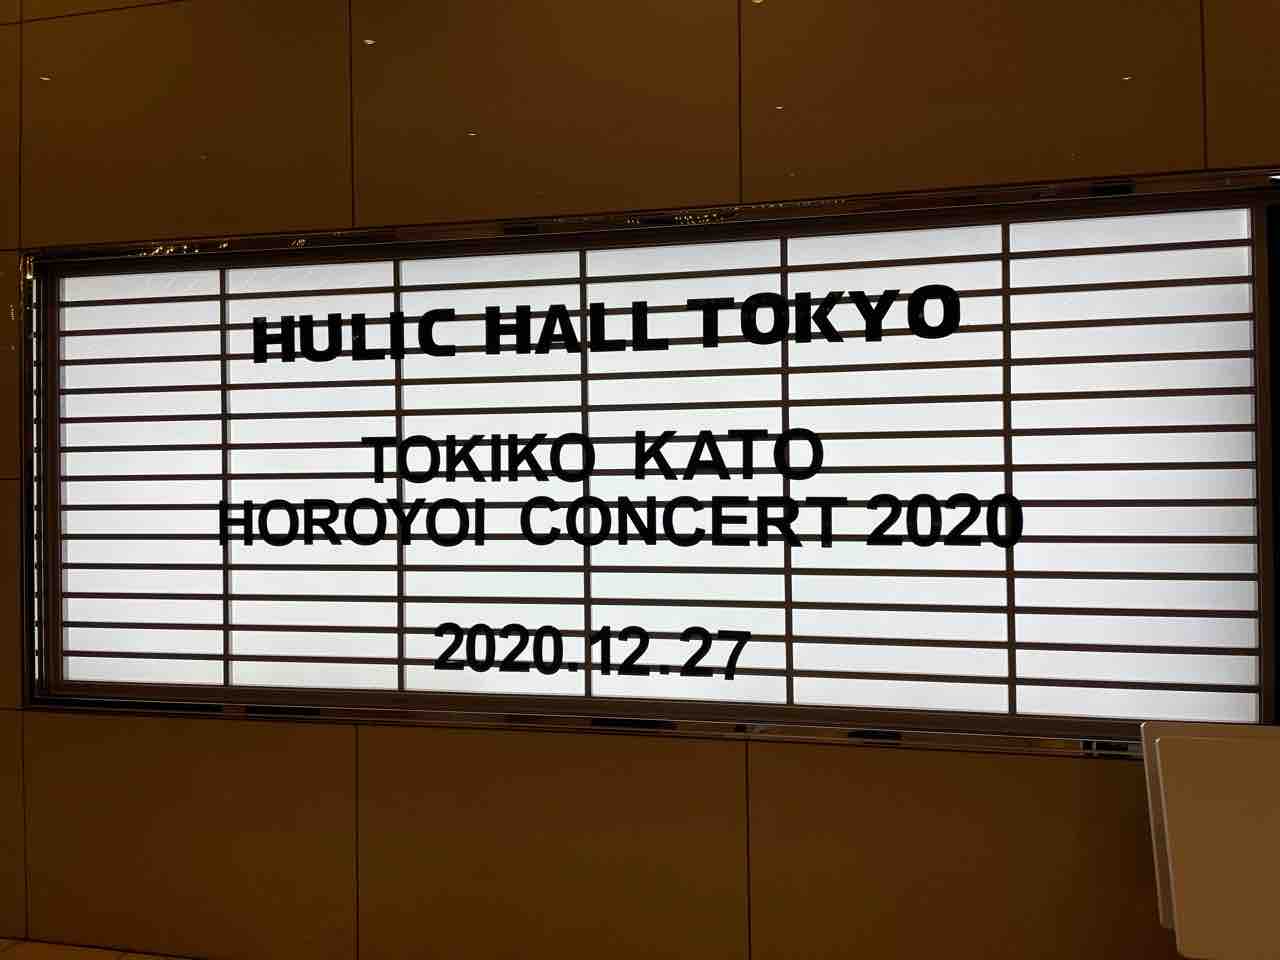 HULIC HALL TOKYO
TOKIKO KATO
HOROYOI CONCERT 2020
2020.12.27